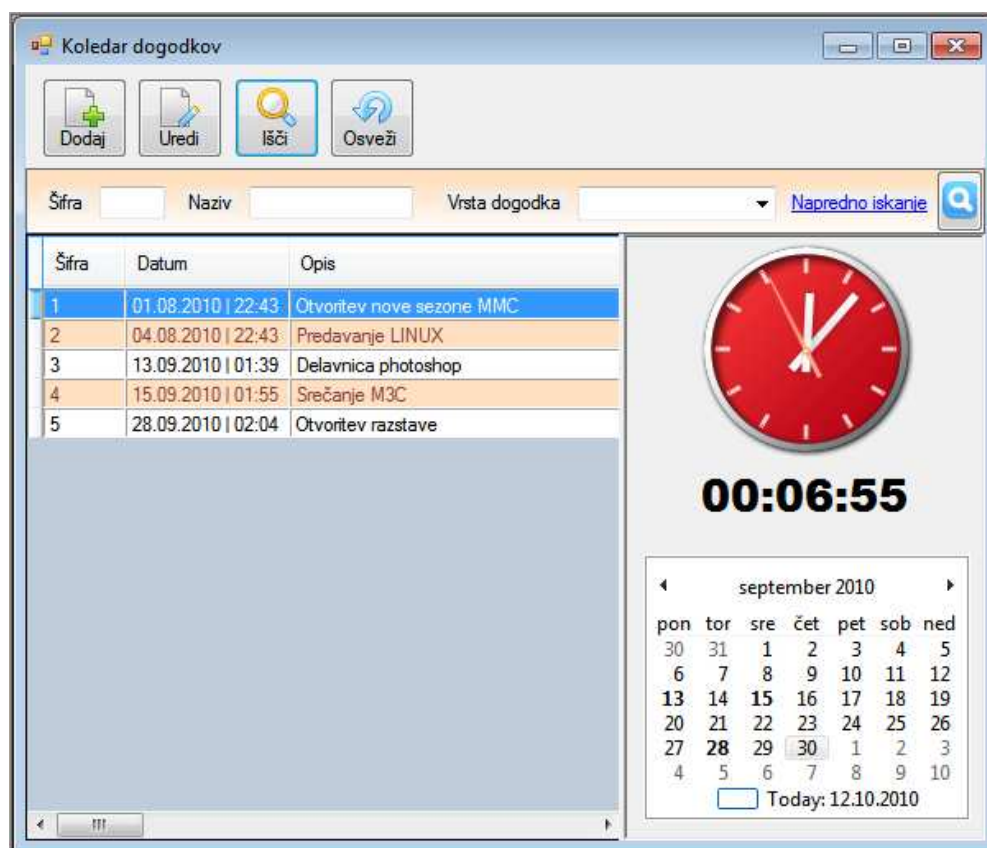 Koledar dogodkov
Dodaj Uredi Išči Osveži
Šifra Naziv Vrsta dogodka Napredno iskanje
Šifra Datum Opis
1 01.08.2010 | 22:43 Otvoritev nove sezone MMC
2 04.08.2010 | 22:43 Predavanje LINUX
3 13.09.2010 | 01:39 Delavnica photoshop
4 15.09.2010 | 01:55 Srečanje M3C
5 28.09.2010 | 02:04 Otvoritev razstave
00:06:55
september 2010
pon tor sre čet pet sob ned
30 31 1 2 3 4 5
6 7 8 9 10 11 12
13 14 15 16 17 18 19
20 21 22 23 24 25 26
27 28 29 30 1 2 3
4 5 6 7 8 9 10
Today: 12.10.2010